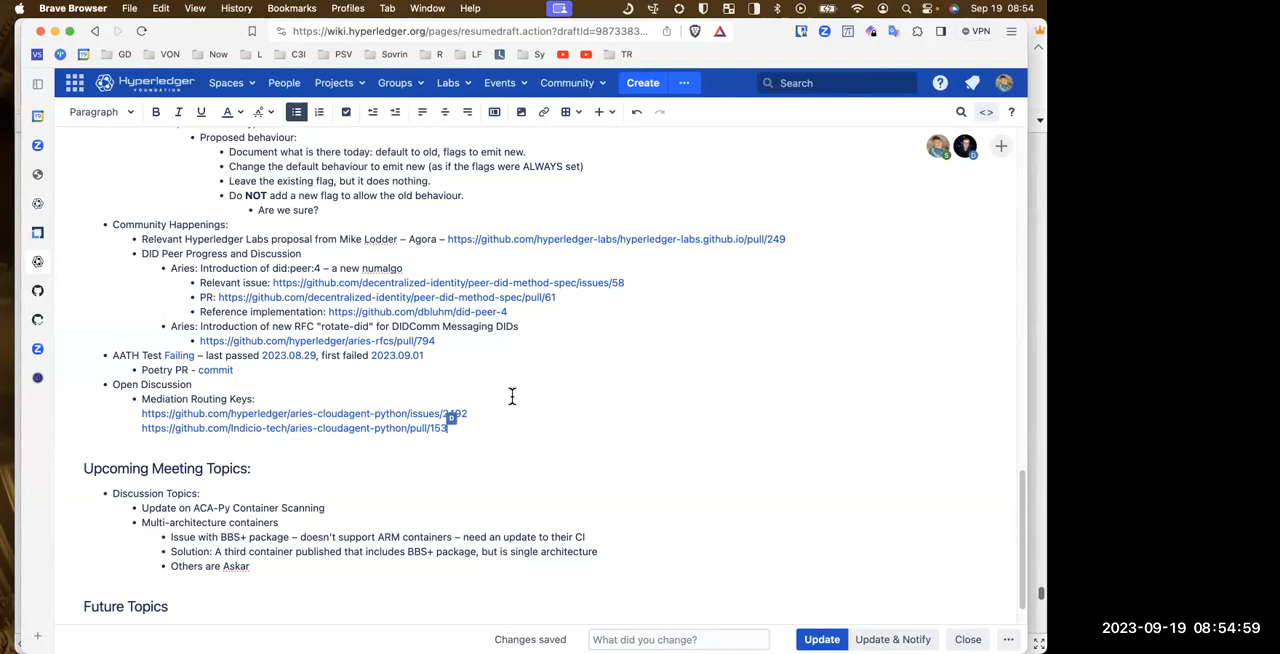 Brave Browser File Edit View History Bookmarks Profiles Tab Window Help Sep 19 08:54
https://wiki.hyperledger.org/pages/resumedraft.action?draftId=9873383... VPN
GD VON Now L C3I PSV Sovrin R LF Sy TR
HYPERLEDGER FOUNDATION Spaces People Projects Groups Labs Events Community Create ··· Search
Paragraph B I U A <> ?
Proposed behaviour:
Document what is there today: default to old, flags to emit new.
Change the default behaviour to emit new (as if the flags were ALWAYS set)
Leave the existing flag, but it does nothing.
Do NOT add a new flag to allow the old behaviour.
Are we sure?
Community Happenings:
Relevant Hyperledger Labs proposal from Mike Lodder – Agora – https://github.com/hyperledger-labs/hyperledger-labs.github.io/pull/249
DID Peer Progress and Discussion
Aries: Introduction of did:peer:4 – a new numalgo
Relevant issue: https://github.com/decentralized-identity/peer-did-method-spec/issues/58
PR: https://github.com/decentralized-identity/peer-did-method-spec/pull/61
Reference implementation: https://github.com/dbluhm/did-peer-4
Aries: Introduction of new RFC "rotate-did" for DIDComm Messaging DIDs
https://github.com/hyperledger/aries-rfcs/pull/794
AATH Test Failing – last passed 2023.08.29, first failed 2023.09.01
Poetry PR - commit
Open Discussion
Mediation Routing Keys:
https://github.com/hyperledger/aries-cloudagent-python/issues/2492
https://github.com/Indicio-tech/aries-cloudagent-python/pull/153
D
Upcoming Meeting Topics:
Discussion Topics:
Update on ACA-Py Container Scanning
Multi-architecture containers
Issue with BBS+ package – doesn't support ARM containers – need an update to their CI
Solution: A third container published that includes BBS+ package, but is single architecture
Others are Askar
Future Topics
Changes saved What did you change? Update Update & Notify Close ···
2023-09-19 08:54:59